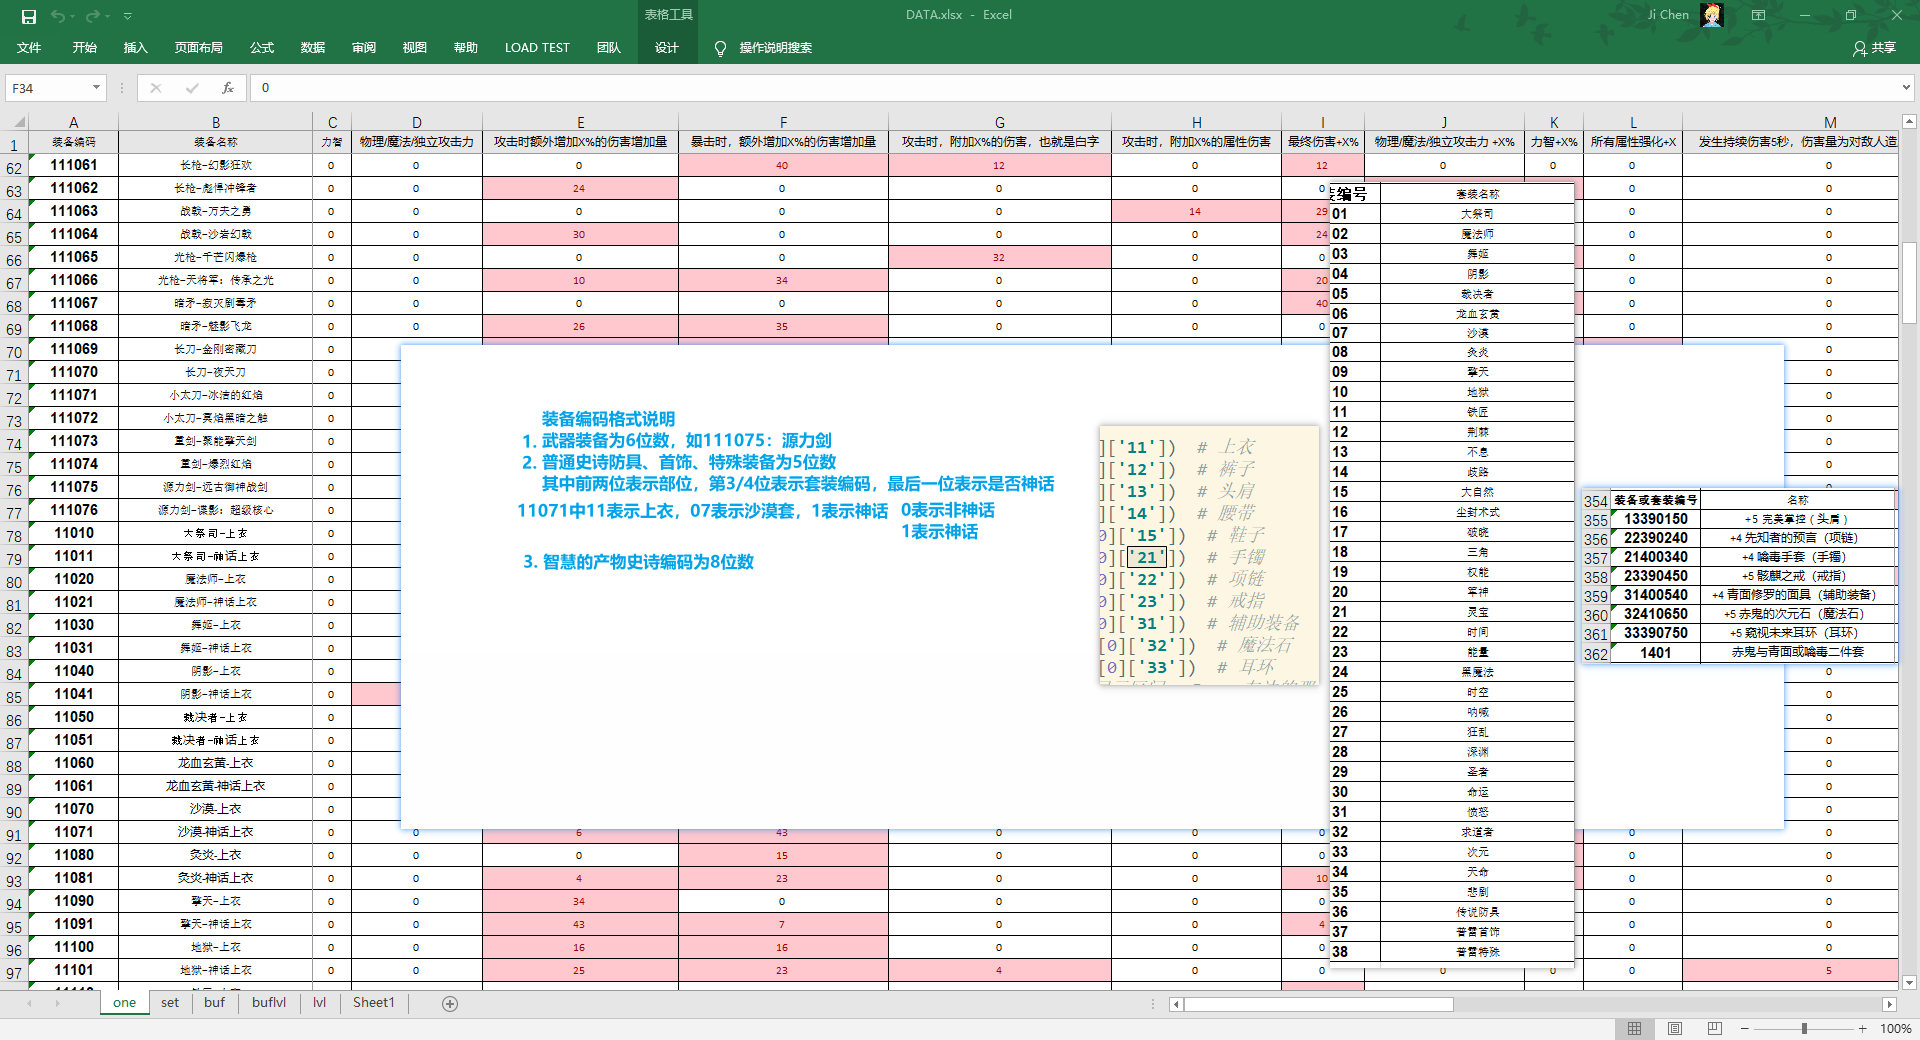 表格工具
DATA.xlsx - Excel
Ji Chen
文件 开始 插入 页面布局 公式 数据 审阅 视图 帮助 LOAD TEST 团队 设计 操作说明搜索 共享
F34 fx 0
A B C D E F G H I J K L M
1 装备编码 装备名称 力智 物理/魔法/独立攻击力 攻击时额外增加X%的伤害增加量 暴击时，额外增加X%的伤害增加量 攻击时，附加X%的伤害，也就是白字 攻击时，附加X%的属性伤害 最终伤害+X% 物理/魔法/独立攻击力 +X% 力智+X% 所有属性强化+X 发生持续伤害5秒，伤害量为对敌人造
62 111061 长枪-幻影狂欢 0 0 0 40 12 0 12 0 0 0 0
63 111062 长枪-彪悍冲锋者 0 0 24 0 0 0 0 0 0
64 111063 战戟-万夫之勇 0 0 0 0 0 14 29 0 0
65 111064 战戟-沙岩幻戟 0 0 30 0 0 0 24 0 0
66 111065 光枪-千芒闪爆枪 0 0 0 0 32 0 0 0 0
67 111066 光枪-天将军：传承之光 0 0 10 34 0 0 20 0 0
68 111067 暗矛-寂灭剧毒矛 0 0 0 0 0 0 40 0 0
69 111068 暗矛-魅影飞龙 0 0 26 35 0 0 0 0 0
70 111069 长刀-金刚密藏刀 0 0
71 111070 长刀-夜天刀 0 0
72 111071 小太刀-冰洁的红焰 0 0
73 111072 小太刀-冥焰黑暗之触 0 0
74 111073 重剑-聚能擎天剑 0 0
75 111074 重剑-爆烈红焰 0 0
76 111075 源力剑-远古御神战剑 0 0
77 111076 源力剑-谍影：超级核心 0
78 11010 大祭司-上衣 0
79 11011 大祭司-神话上衣 0
80 11020 魔法师-上衣 0
81 11021 魔法师-神话上衣 0
82 11030 舞姬-上衣 0
83 11031 舞姬-神话上衣 0
84 11040 阴影-上衣 0 0
85 11041 阴影-神话上衣 0 0
86 11050 裁决者-上衣 0 0
87 11051 裁决者-神话上衣 0 0
88 11060 龙血玄黄-上衣 0 0
89 11061 龙血玄黄-神话上衣 0 0
90 11070 沙漠-上衣 0 0
91 11071 沙漠-神话上衣 0 0 6 43 0 0 0 0 0
92 11080 灸炎-上衣 0 0 0 15 0 0 0 0 0
93 11081 灸炎-神话上衣 0 0 4 23 0 0 10 0 0
94 11090 擎天-上衣 0 0 34 0 0 0 0 0 0
95 11091 擎天-神话上衣 0 0 43 7 0 0 4 0 0
96 11100 地狱-上衣 0 0 16 16 0 0 0 0 0
97 11101 地狱-神话上衣 0 0 25 23 4 0 0 0 0 0 5
装备编码格式说明
1. 武器装备为6位数，如111075：源力剑
2. 普通史诗防具、首饰、特殊装备为5位数
其中前两位表示部位，第3/4位表示套装编码，最后一位表示是否神话
11071中11表示上衣，07表示沙漠套，1表示神话 0表示非神话
1表示神话
3. 智慧的产物史诗编码为8位数
]['11']) # 上衣
]['12']) # 裤子
]['13']) # 头肩
]['14']) # 腰带
0]['15']) # 鞋子
0]['21']) # 手镯
0]['22']) # 项链
0]['23']) # 戒指
0]['31']) # 辅助装备
[0]['32']) # 魔法石
[0]['33']) # 耳环
编号 套装名称
01 大祭司
02 魔法师
03 舞姬
04 阴影
05 裁决者
06 龙血玄黄
07 沙漠
08 灸炎
09 擎天
10 地狱
11 铁匠
12 荆棘
13 不息
14 歧路
15 大自然
16 尘封术式
17 破晓
18 三角
19 权能
20 军神
21 灵宝
22 时间
23 能量
24 黑魔法
25 时空
26 呐喊
27 狂乱
28 深渊
29 圣者
30 命运
31 愤怒
32 求道者
33 次元
34 天命
35 悲剧
36 传说防具
37 普雷首饰
38 普雷特殊
354 装备或套装编号 名称
355 13390150 +5 完美掌控（头肩）
356 22390240 +4 先知者的预言（项链）
357 21400340 +4 噙毒手套（手镯）
358 23390450 +5 骸麒之戒（戒指）
359 31400540 +4 青面修罗的面具（辅助装备）
360 32410650 +5 赤鬼的次元石（魔法石）
361 33390750 +5 窥视未来耳环（耳环）
362 1401 赤鬼与青面或噙毒二件套
one set buf buflvl lvl Sheet1
100%